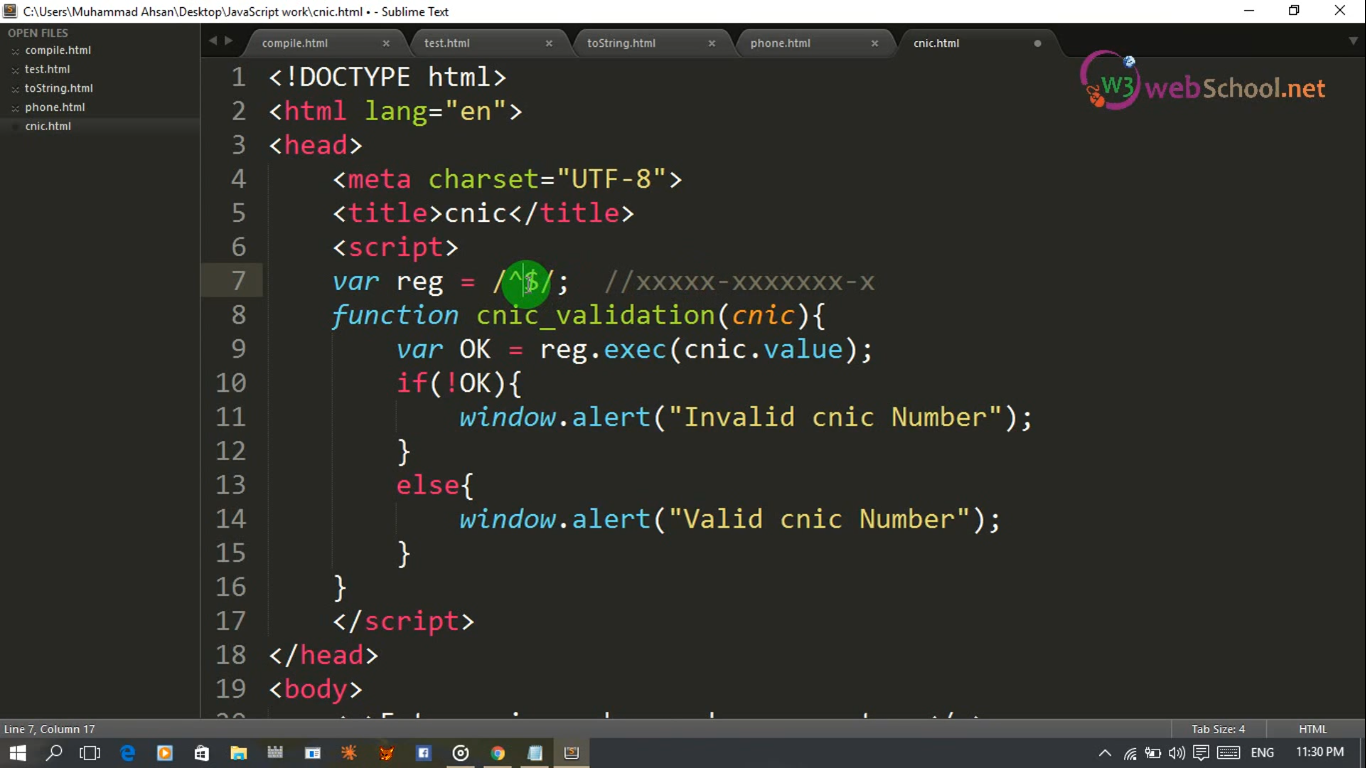 C:\Users\Muhammad Ahsan\Desktop\JavaScript work\cnic.html • - Sublime Text
OPEN FILES
compile.html
test.html
toString.html
phone.html
cnic.html
compile.html × test.html × toString.html × phone.html × cnic.html
W3 webSchool.net
1 <!DOCTYPE html>
2 <html lang="en">
3 <head>
4 <meta charset="UTF-8">
5 <title>cnic</title>
6 <script>
7 var reg = /^$/; //xxxxx-xxxxxxx-x
8 function cnic_validation(cnic){
9 var OK = reg.exec(cnic.value);
10 if(!OK){
11 window.alert("Invalid cnic Number");
12 }
13 else{
14 window.alert("Valid cnic Number");
15 }
16 }
17 </script>
18 </head>
19 <body>
Line 7, Column 17 Tab Size: 4 HTML
ENG 11:30 PM